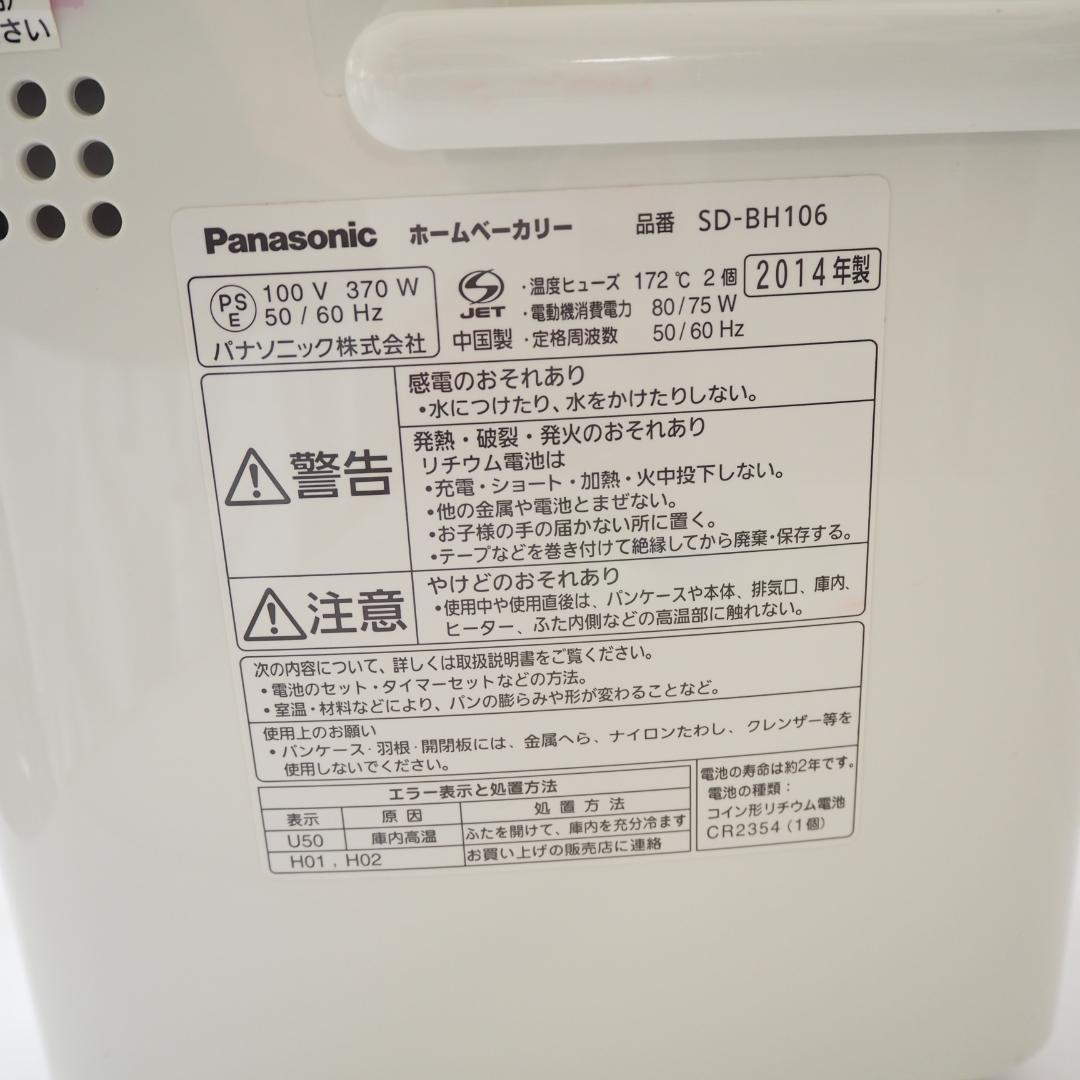 さい
Panasonic ホームベーカリー 品番 SD-BH106
PS
E
100 V 370 W
50 / 60 Hz
パナソニック株式会社
JET
中国製
・温度ヒューズ 172 ℃ 2 個
・電動機消費電力 80/75 W
・定格周波数 50/60 Hz
2014年製
警告
感電のおそれあり
・水につけたり、水をかけたりしない。
発熱・破裂・発火のおそれあり
リチウム電池は
・充電・ショート・加熱・火中投下しない。
・他の金属や電池とまぜない。
・お子様の手の届かない所に置く。
・テープなどを巻き付けて絶縁してから廃棄・保存する。
注意
やけどのおそれあり
・使用中や使用直後は、パンケースや本体、排気口、庫内、
ヒーター、ふた内側などの高温部に触れない。
次の内容について、詳しくは取扱説明書をご覧ください。
・電池のセット・タイマーセットなどの方法。
・室温・材料などにより、パンの膨らみや形が変わることなど。
使用上のお願い
・パンケース・羽根・開閉板には、金属へら、ナイロンたわし、クレンザー等を
使用しないでください。
エラー表示と処置方法
表示 原因 処置方法
U50 庫内高温 ふたを開けて、庫内を充分冷ます
H01 , H02 お買い上げの販売店に連絡
電池の寿命は約2年です。
電池の種類：
コイン形リチウム電池
CR2354（1個）